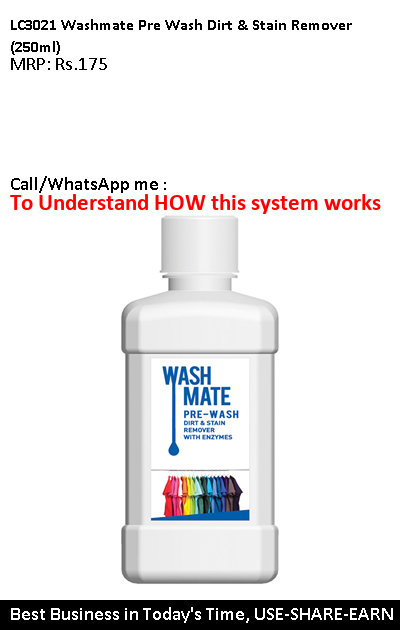 LC3021 Washmate Pre Wash Dirt & Stain Remover
(250ml)
MRP: Rs.175
Call/WhatsApp me :
To Understand HOW this system works
WASH
MATE
PRE-WASH
DIRT & STAIN
REMOVER
WITH ENZYMES
Best Business in Today's Time, USE-SHARE-EARN